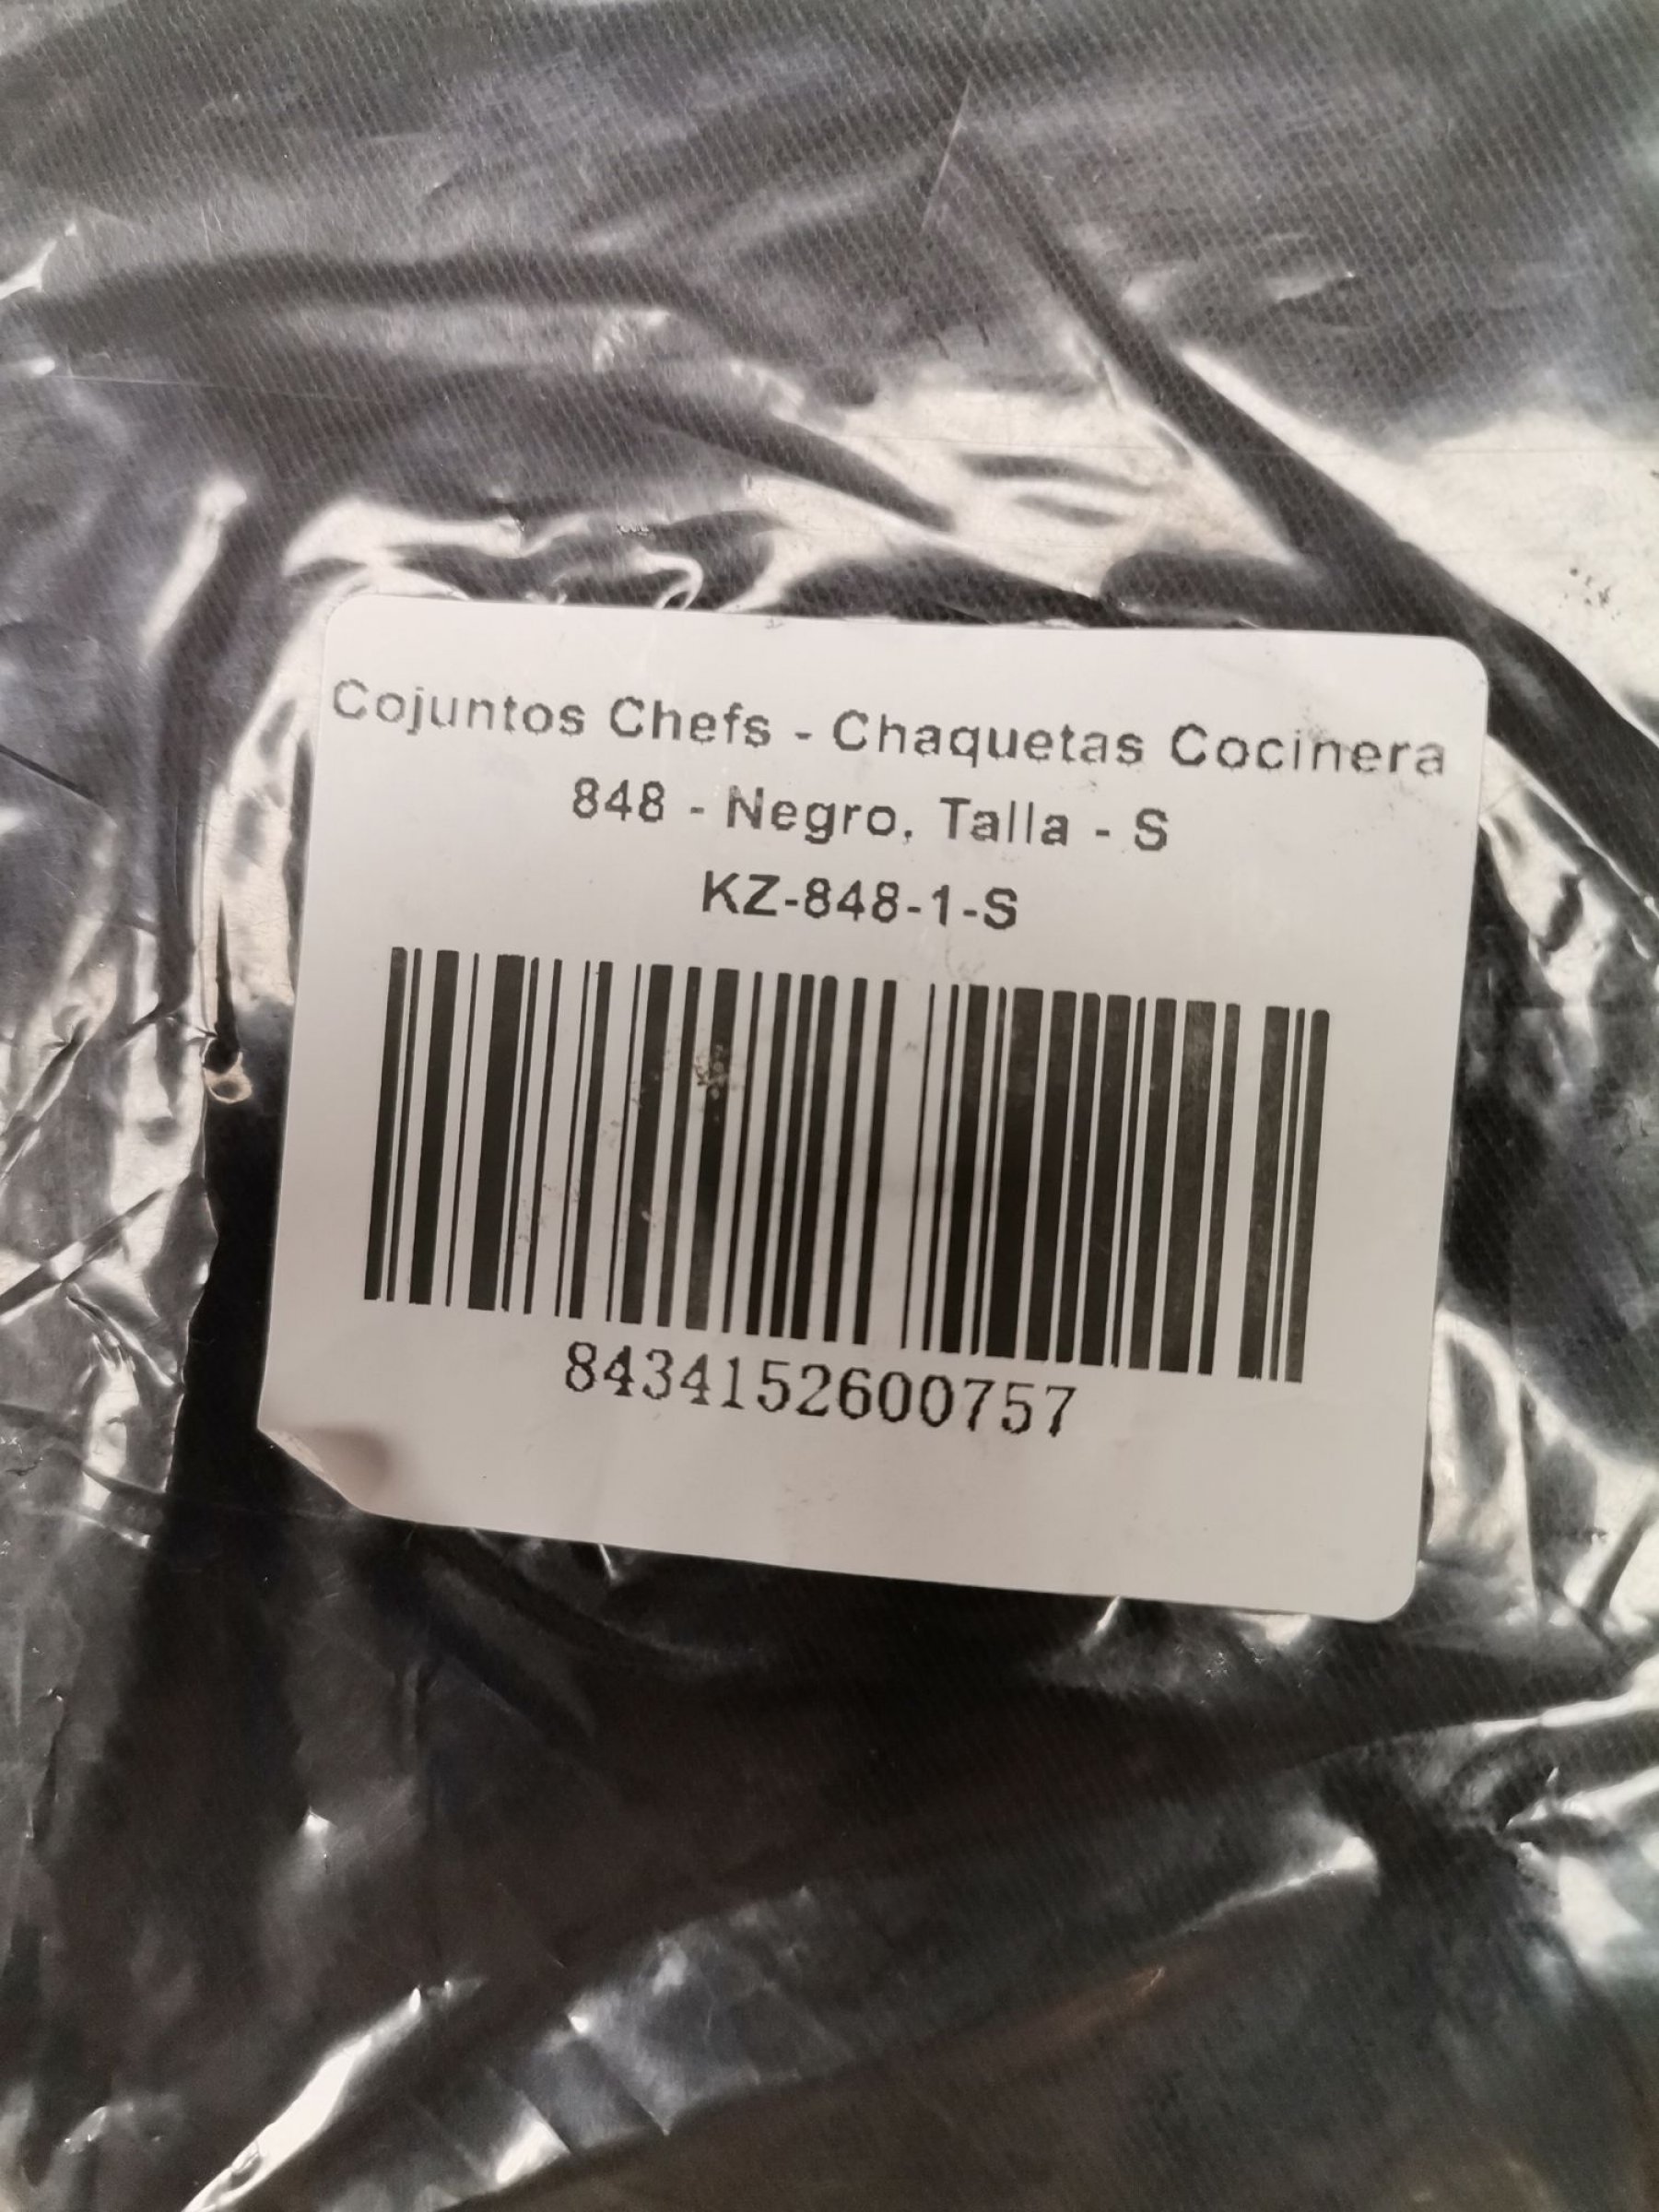 Cojuntos Chefs - Chaquetas Cocinera
848 - Negro, Talla - S
KZ-848-1-S
8434152600757